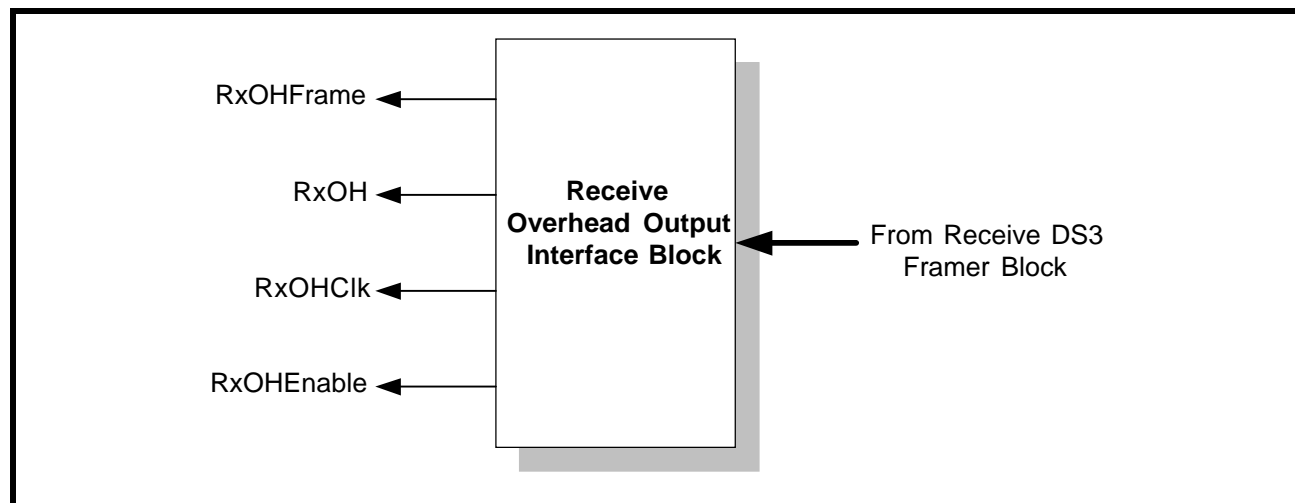 RxOHFrame
RxOH
RxOHClk
RxOHEnable
Receive
Overhead Output
Interface Block
From Receive DS3
Framer Block